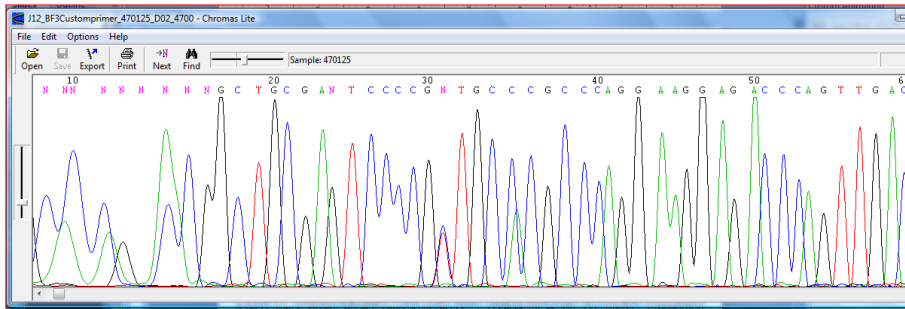 J12_BF3Customprimer_470125_D02_4700 - Chromas Lite
File Edit Options Help
Open Save Export Print Next Find Sample: 470125
10 20 30 40 50
N NN N N N N N N G C T G C G A N T C C C C G N T G C C C G C C C A G G A A G G A G A C C C A G T T G A C